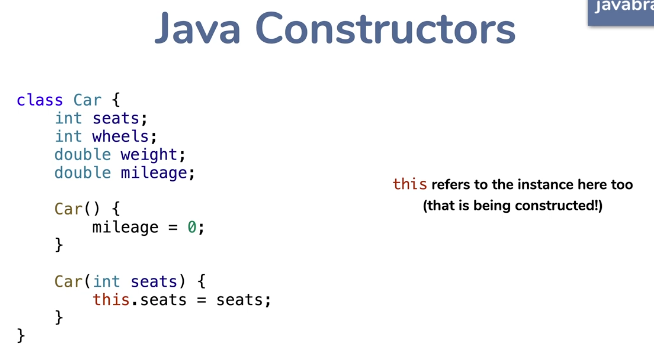 javabra
Java Constructors
class Car {
    int seats;
    int wheels;
    double weight;
    double mileage;

    Car() {
        mileage = 0;
    }

    Car(int seats) {
        this.seats = seats;
    }
}
this refers to the instance here too
(that is being constructed!)